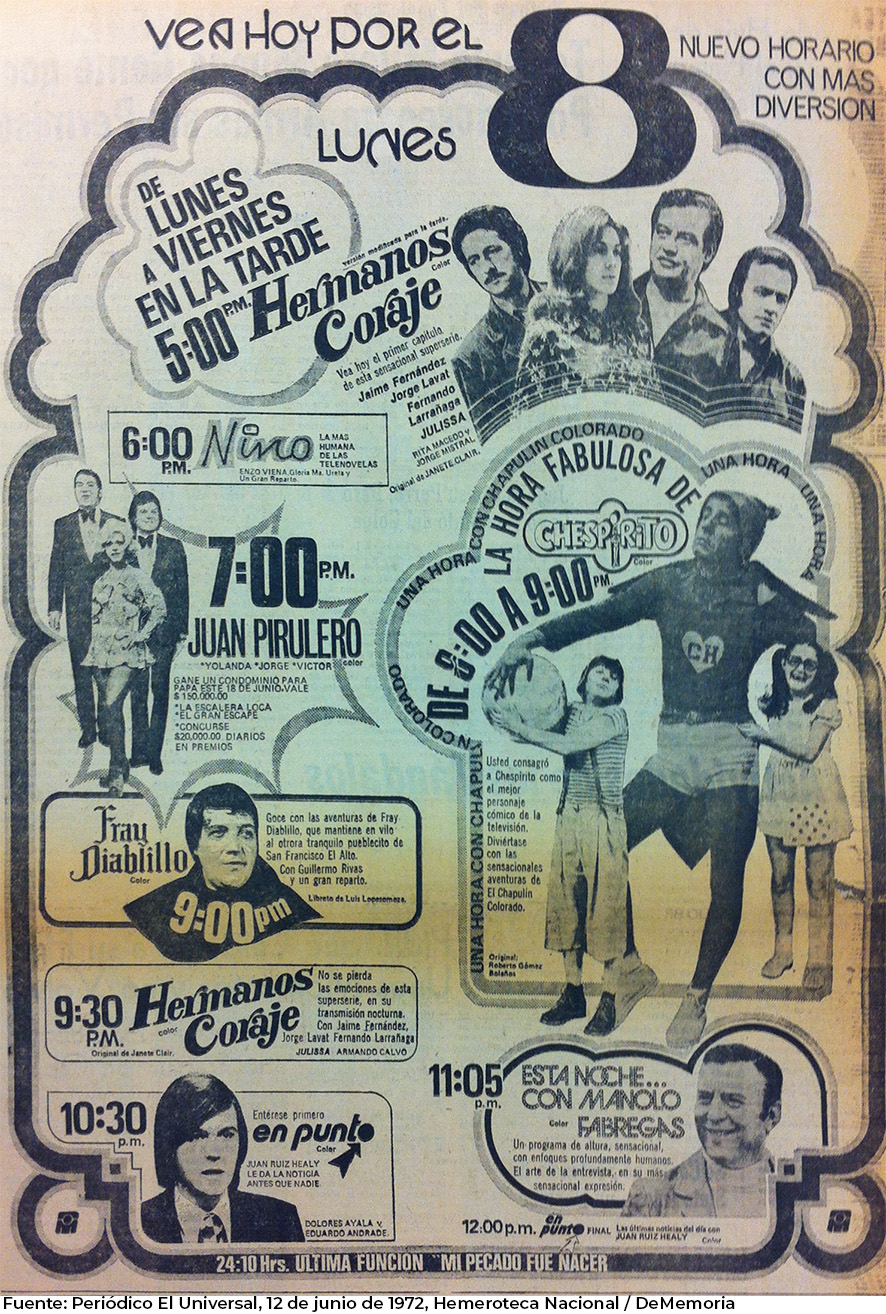 VEA HOY POR EL 8
NUEVO HORARIO
CON MAS
DIVERSION
LUNES
DE
LUNES
A VIERNES
EN LA TARDE
5:00 P.M.
versión modificada para la tarde.
Hermanos
Coraje
Color
Vea hoy el primer capítulo
de esta sensacional superserie.
Jaime Fernández
Jorge Lavat
Fernando
Larrañaga
JULISSA
RITA MACEDO Y
JORGE MISTRAL
Original de JANETE CLAIR.
6:00
P.M.
Nino
LA MAS
HUMANA
DE LAS
TELENOVELAS
ENZO VIENA, Gloria Ma. Ureta y
Un Gran Reparto.
7:00 P.M.
JUAN PIRULERO
*YOLANDA *JORGE *VICTOR color
GANE UN CONDOMINIO PARA
PAPA ESTE 18 DE JUNIO. VALE
$ 150.000.00
*LA ESCALERA LOCA
*EL GRAN ESCAPE
*CONCURSE
$20,000.00 DIARIOS
EN PREMIOS
UNA HORA CON CHAPULIN COLORADO
UNA HORA
UNA HORA
UNA HORA CON CHAPULIN COLORADO
LA HORA FABULOSA DE
CHESPIRITO
Color
DE 8:00 A 9:00 PM
CH
Usted consagró
a Chespirito como
el mejor
personaje
cómico de la
televisión.
Diviértase
con las
sensacionales
aventuras de
El Chapulín
Colorado.
Original:
Roberto Gómez
Bolaños
Fray
Diablillo
Color
9:00 pm
Goce con las aventuras de Fray
Diablillo, que mantiene en vilo
al otrora tranquilo pueblecito de
San Francisco El Alto.
Con Guillermo Rivas
y un gran reparto.
9:30
P.M.
Hermanos
color
Coraje
Original de Janete Clair.
No se pierda
las emociones de esta
superserie, en su
transmisión nocturna.
Con Jaime Fernández,
Jorge Lavat Fernando Larrañaga
JULISSA ARMANDO CALVO
10:30
p.m.
Entérese primero
en punto
Color
JUAN RUIZ HEALY
LE DA LA NOTICIA
ANTES QUE NADIE.
DOLORES AYALA Y
EDUARDO ANDRADE.
11:05
p.m.
ESTA NOCHE...
CON MANOLO
Color FABREGAS
Un programa de altura, sensacional,
con enfoques profundamente humanos.
El arte de la entrevista, en su más
sensacional expresión.
12:00 p.m. en punto FINAL Las últimas noticias del día con
JUAN RUIZ HEALY Color
24:10 Hrs. ULTIMA FUNCION "MI PECADO FUE NACER
Fuente: Periódico El Universal, 12 de junio de 1972, Hemeroteca Nacional / DeMemoria